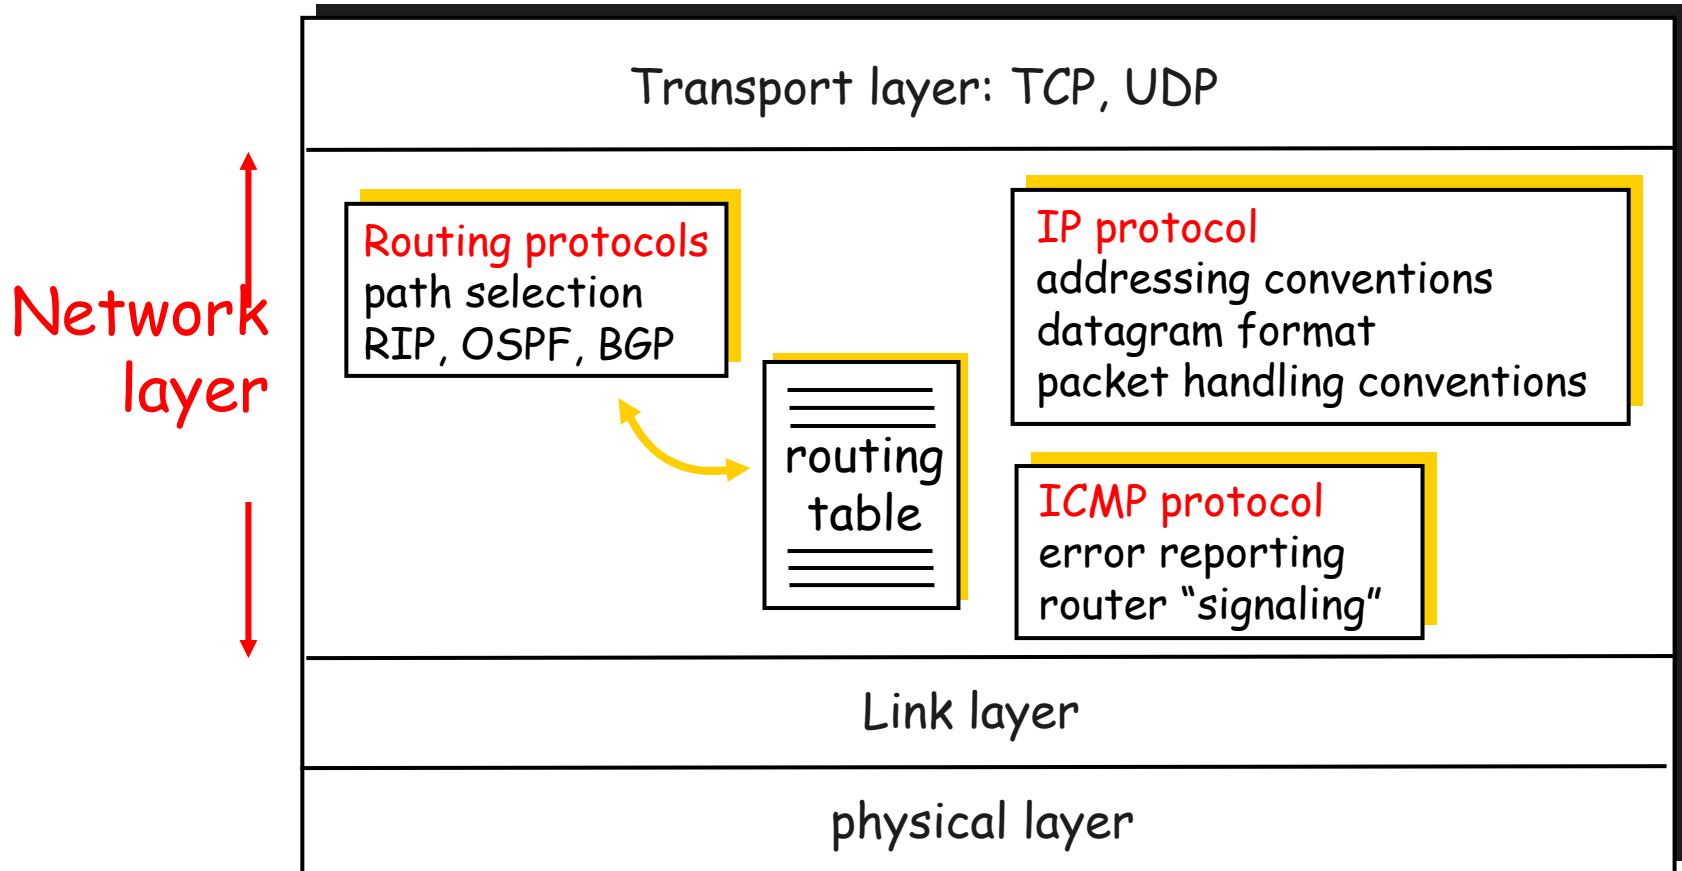 Transport layer: TCP, UDP
Network
layer
Routing protocols
path selection
RIP, OSPF, BGP
routing
table
IP protocol
addressing conventions
datagram format
packet handling conventions
ICMP protocol
error reporting
router “signaling”
Link layer
physical layer